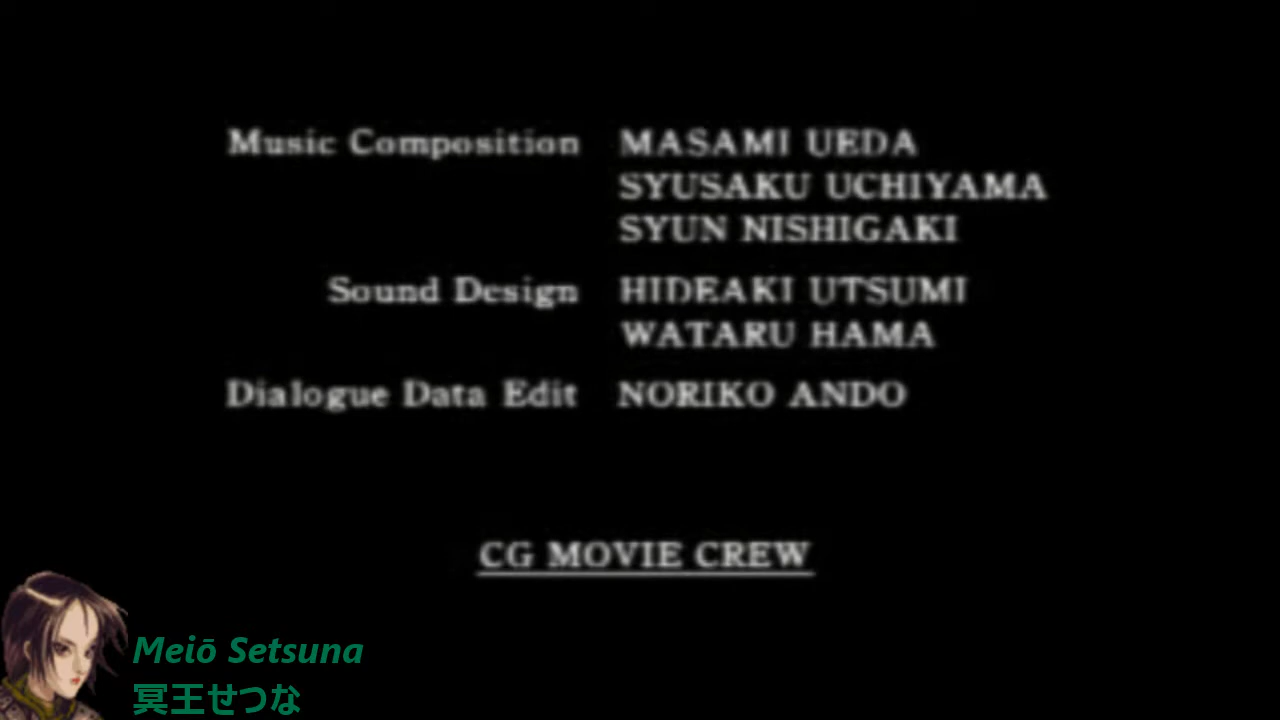 Music Composition MASAMI UEDA
SYUSAKU UCHIYAMA
SYUN NISHIGAKI
Sound Design HIDEAKI UTSUMI
WATARU HAMA
Dialogue Data Edit NORIKO ANDO
CG MOVIE CREW
Meiō Setsuna
冥王せつな